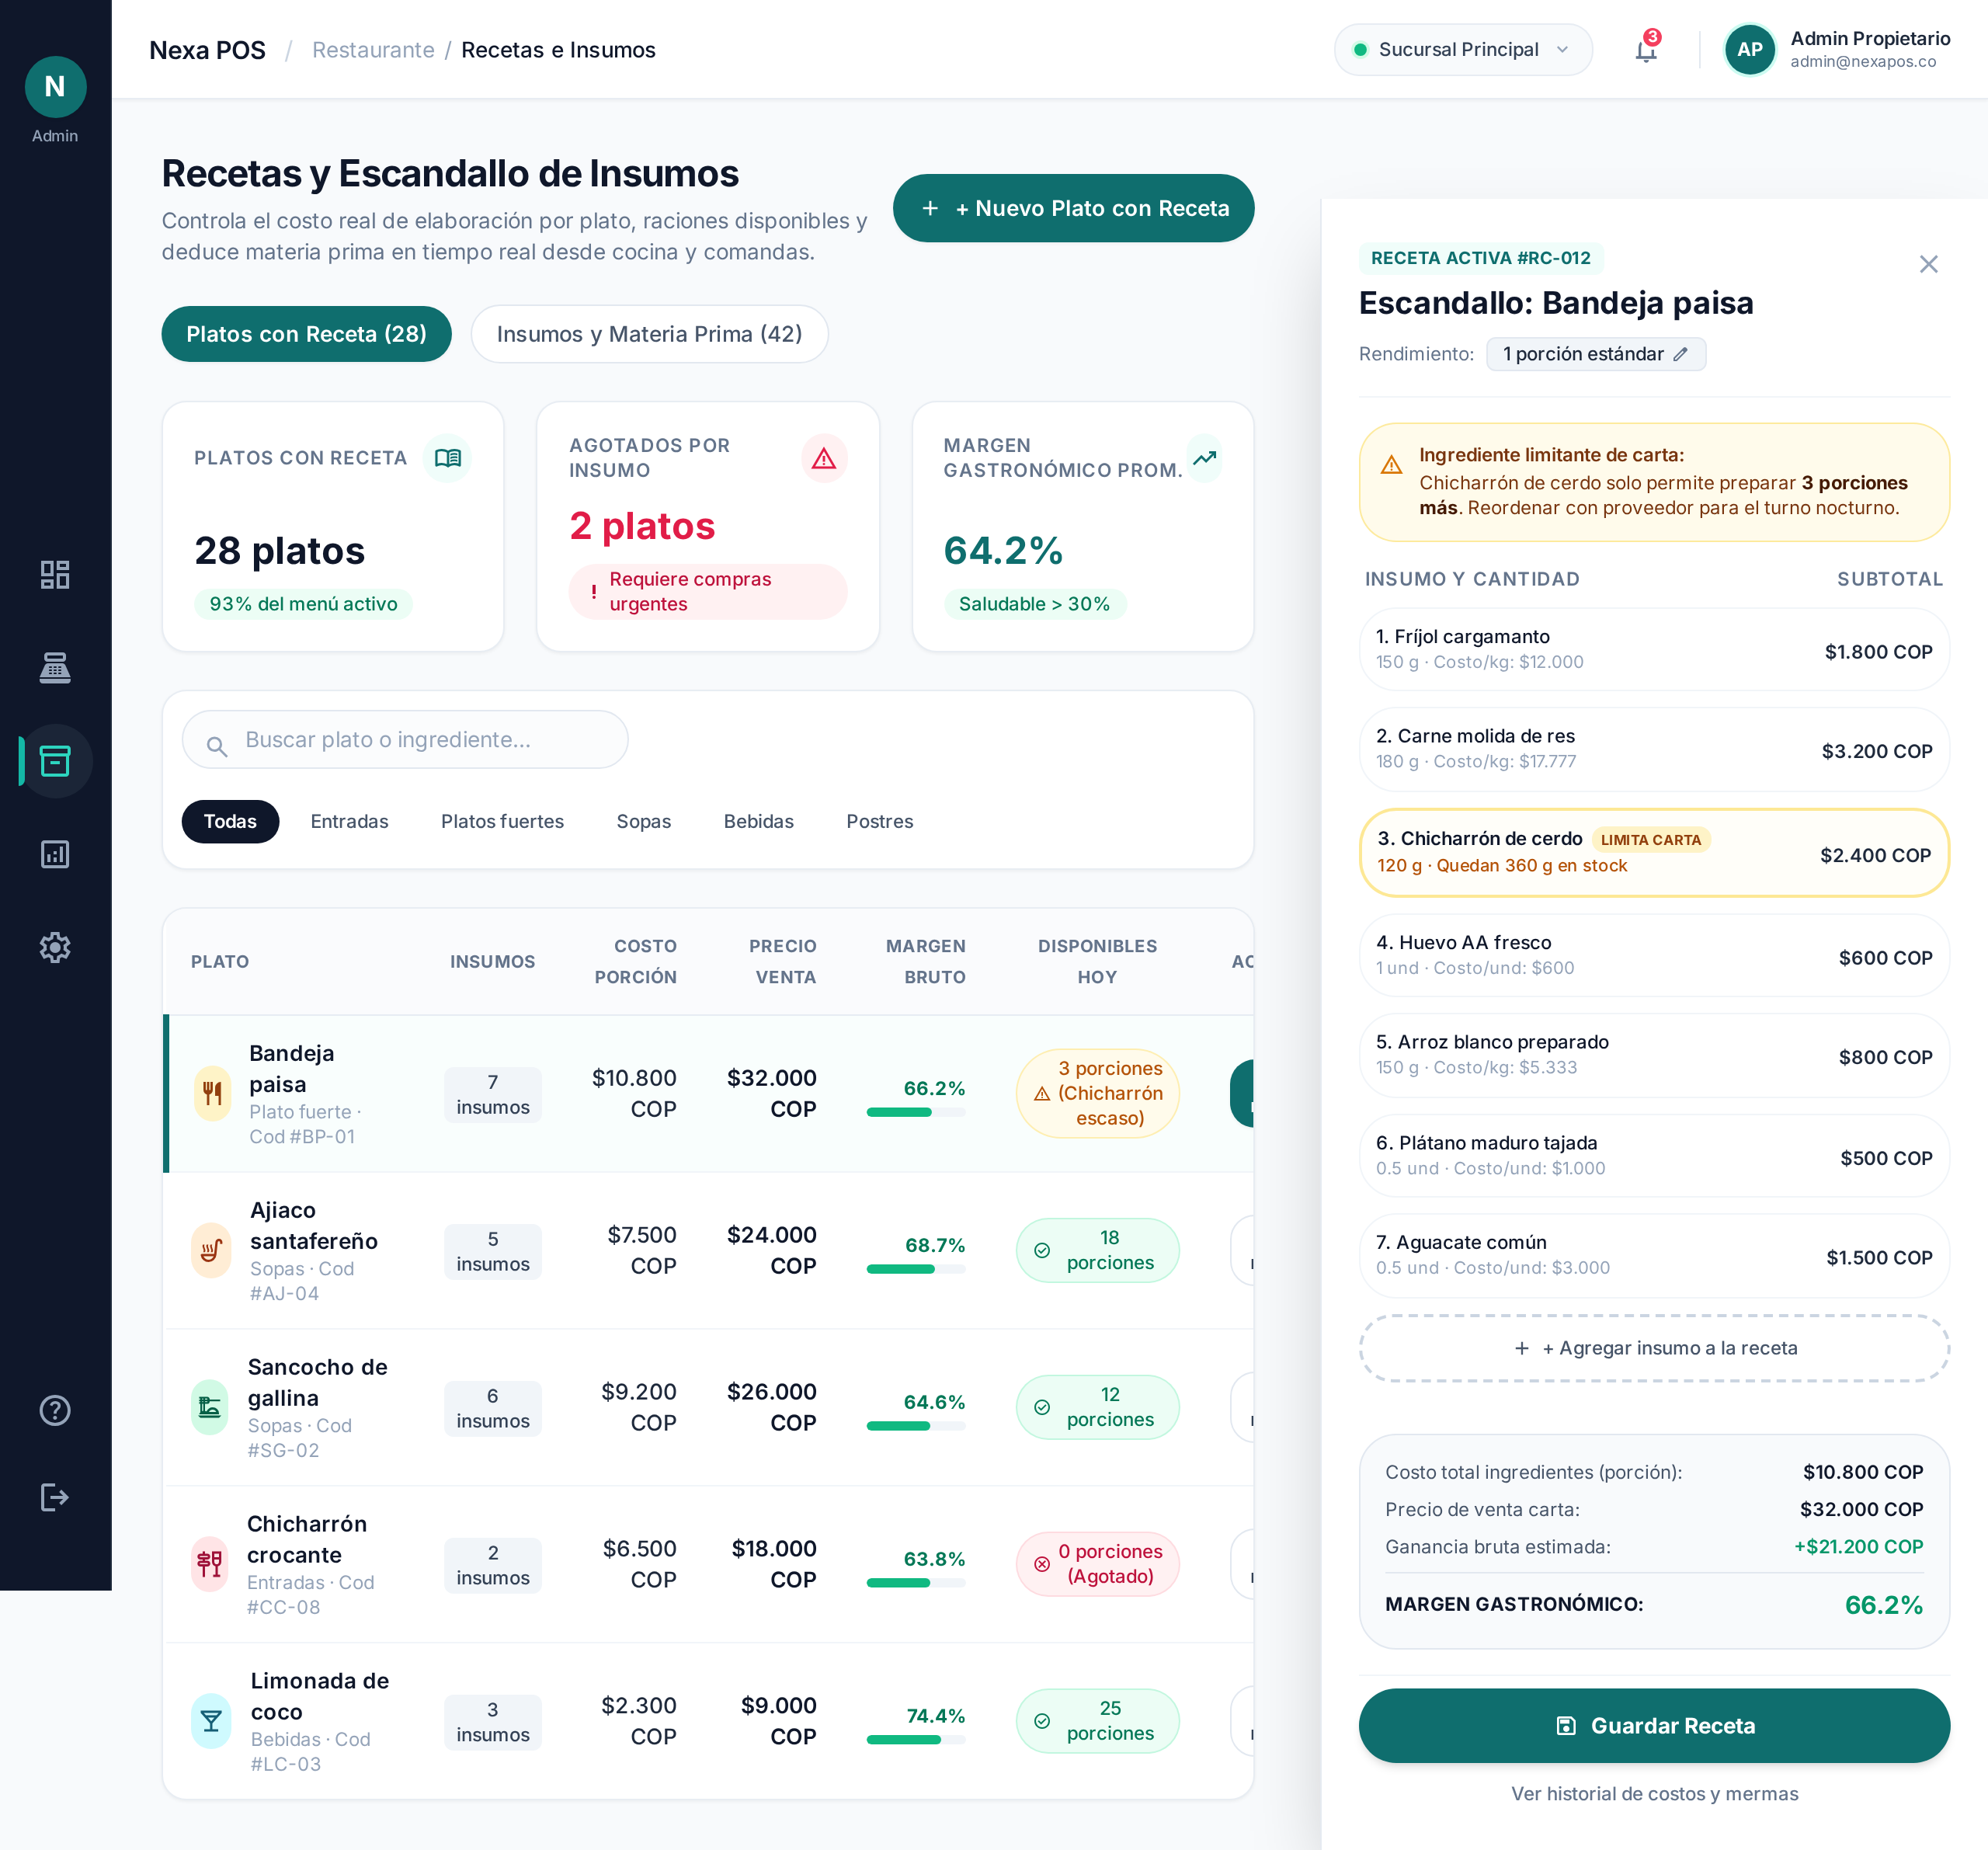 N
Admin
Nexa POS / Restaurante / Recetas e Insumos
Sucursal Principal
3
AP
Admin Propietario
admin@nexapos.co
Recetas y Escandallo de Insumos
Controla el costo real de elaboración por plato, raciones disponibles y
deduce materia prima en tiempo real desde cocina y comandas.
+ Nuevo Plato con Receta
Platos con Receta (28)
Insumos y Materia Prima (42)
PLATOS CON RECETA
28 platos
93% del menú activo
AGOTADOS POR
INSUMO
2 platos
! Requiere compras
urgentes
MARGEN
GASTRONÓMICO PROM.
64.2%
Saludable > 30%
Buscar plato o ingrediente...
Todas Entradas Platos fuertes Sopas Bebidas Postres
PLATO
INSUMOS
COSTO
PORCIÓN
PRECIO
VENTA
MARGEN
BRUTO
DISPONIBLES
HOY
Bandeja
paisa
Plato fuerte ·
Cod #BP-01
7
insumos
$10.800
COP
$32.000
COP
66.2%
3 porciones
(Chicharrón
escaso)
Ajiaco
santafereño
Sopas · Cod
#AJ-04
5
insumos
$7.500
COP
$24.000
COP
68.7%
18
porciones
Sancocho de
gallina
Sopas · Cod
#SG-02
6
insumos
$9.200
COP
$26.000
COP
64.6%
12
porciones
Chicharrón
crocante
Entradas · Cod
#CC-08
2
insumos
$6.500
COP
$18.000
COP
63.8%
0 porciones
(Agotado)
Limonada de
coco
Bebidas · Cod
#LC-03
3
insumos
$2.300
COP
$9.000
COP
74.4%
25
porciones
RECETA ACTIVA #RC-012
Escandallo: Bandeja paisa
Rendimiento: 1 porción estándar
Ingrediente limitante de carta:
Chicharrón de cerdo solo permite preparar 3 porciones
más. Reordenar con proveedor para el turno nocturno.
INSUMO Y CANTIDAD SUBTOTAL
1. Fríjol cargamanto
150 g · Costo/kg: $12.000
$1.800 COP
2. Carne molida de res
180 g · Costo/kg: $17.777
$3.200 COP
3. Chicharrón de cerdo LIMITA CARTA
120 g · Quedan 360 g en stock
$2.400 COP
4. Huevo AA fresco
1 und · Costo/und: $600
$600 COP
5. Arroz blanco preparado
150 g · Costo/kg: $5.333
$800 COP
6. Plátano maduro tajada
0.5 und · Costo/und: $1.000
$500 COP
7. Aguacate común
0.5 und · Costo/und: $3.000
$1.500 COP
+ Agregar insumo a la receta
Costo total ingredientes (porción): $10.800 COP
Precio de venta carta: $32.000 COP
Ganancia bruta estimada: +$21.200 COP
MARGEN GASTRONÓMICO: 66.2%
Guardar Receta
Ver historial de costos y mermas